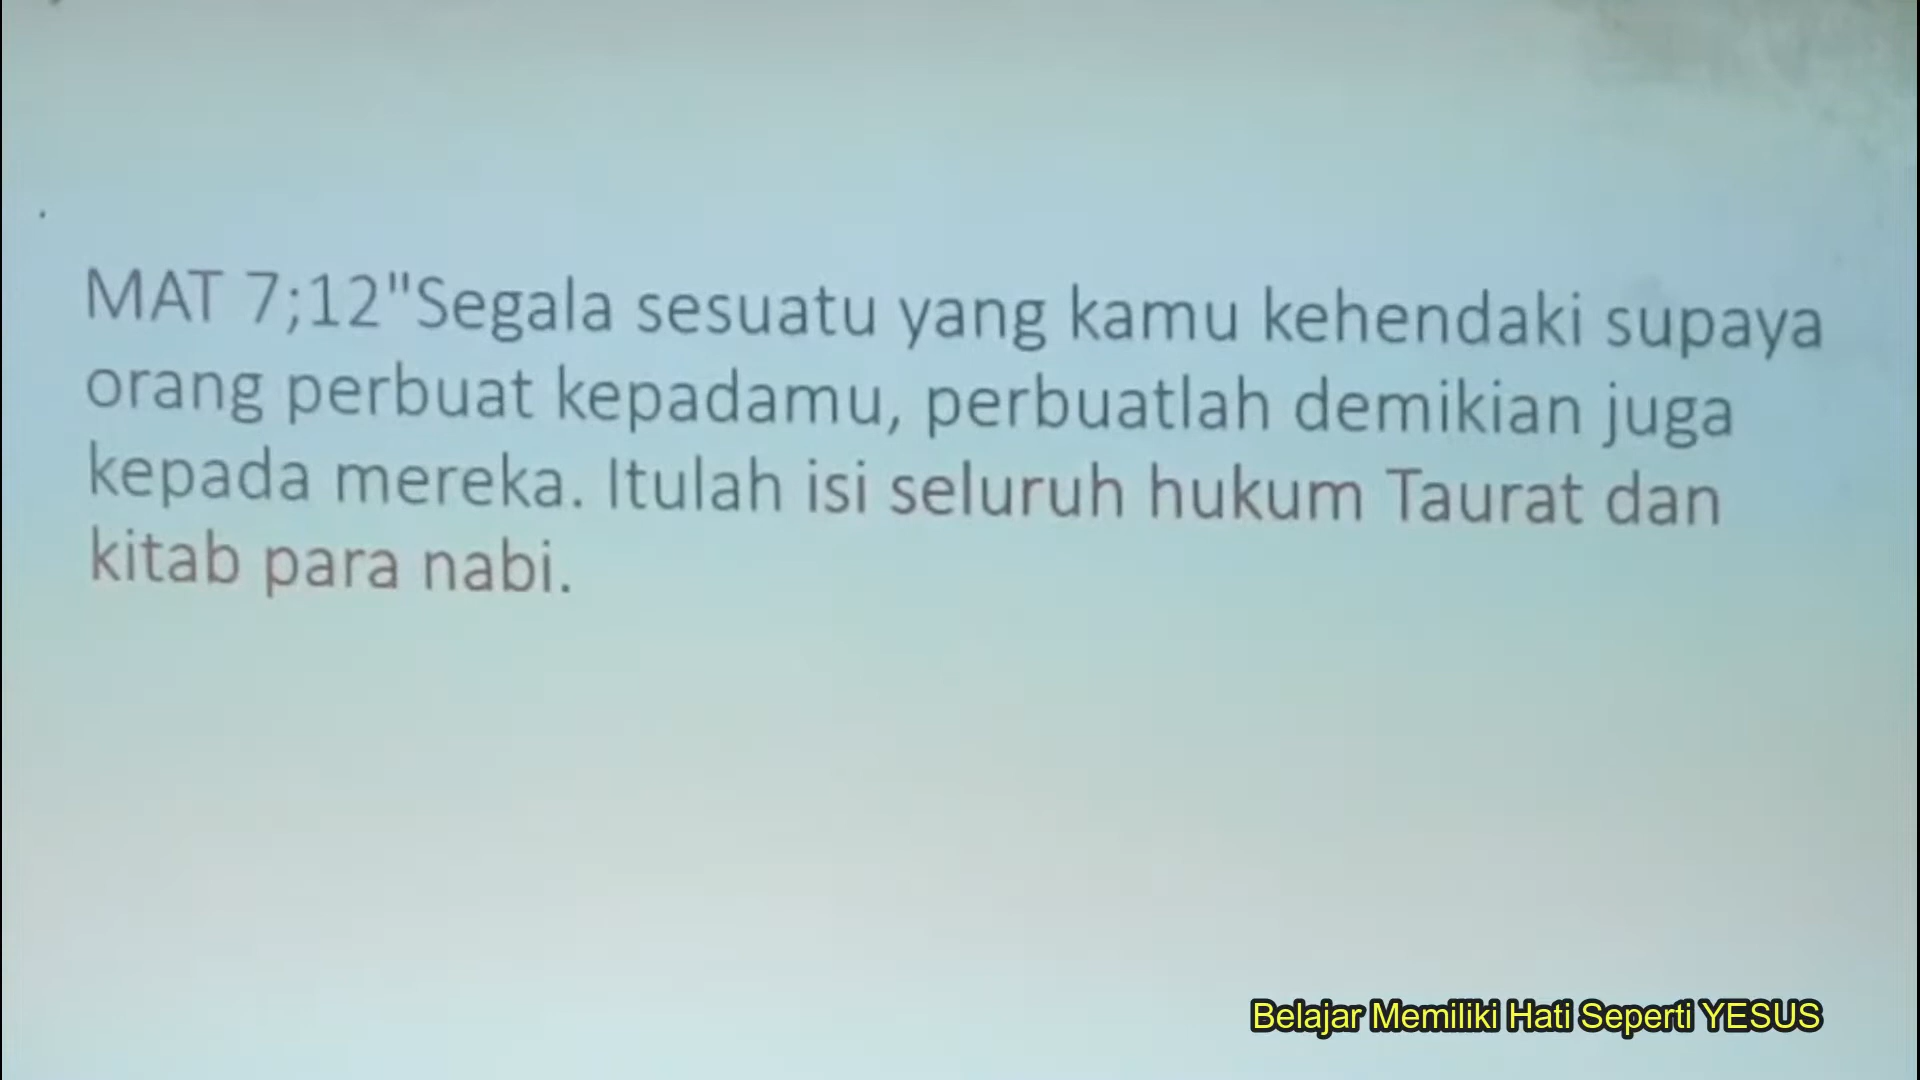 MAT 7;12"Segala sesuatu yang kamu kehendaki supaya
orang perbuat kepadamu, perbuatlah demikian juga
kepada mereka. Itulah isi seluruh hukum Taurat dan
kitab para nabi.
Belajar Memiliki Hati Seperti YESUS